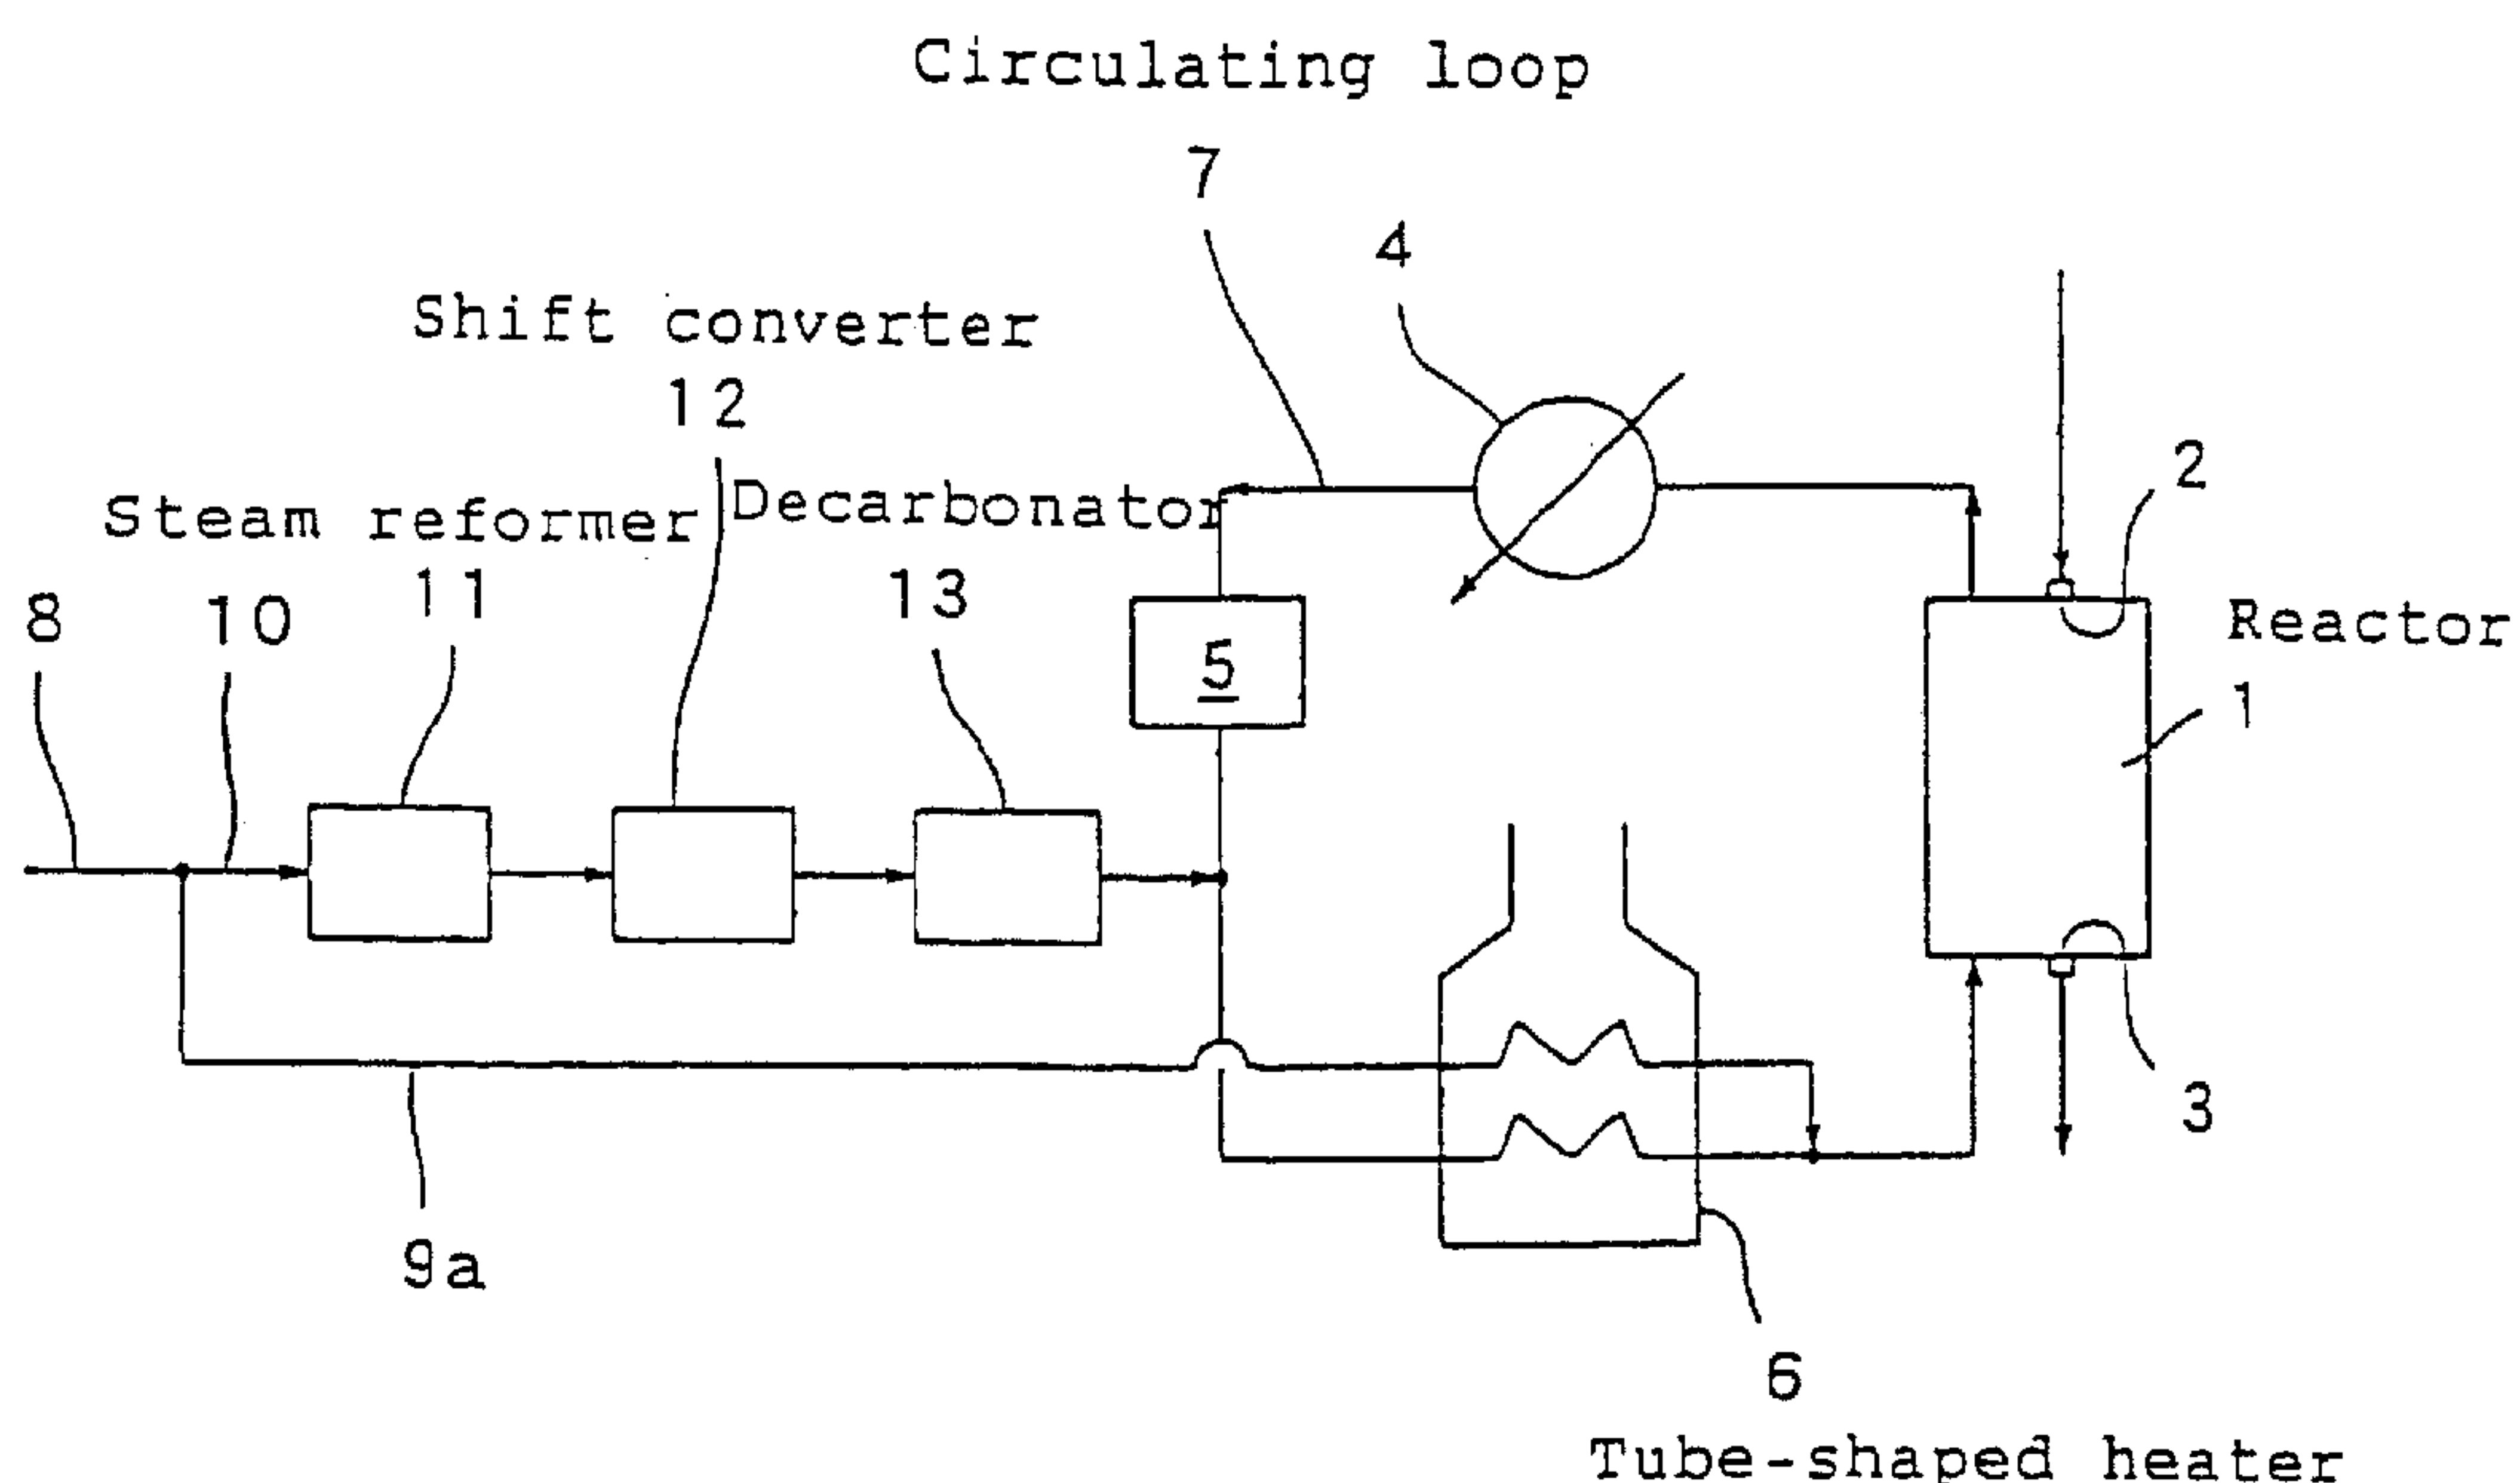 Circulating loop
7
4
Shift converter
12
2
Steam reformer
Decarbonator
11
13
8
10
Reactor
5
1
3
9a
6
Tube-shaped heater